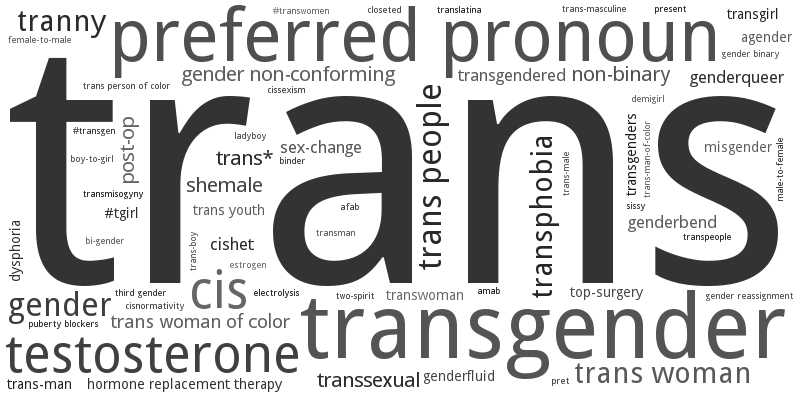 tranny
preferred pronoun
#transwomen
closeted
translatina
trans-masculine
present
transgirl
female-to-male
agender
gender binary
gender non-conforming
transgendered
non-binary
genderqueer
trans person of color
cissexism
demigirl
trans
#transgen
post-op
ladyboy
sex-change
trans people
transphobia
transgenders
trans-man-of-color
misgender
male-to-female
boy-to-girl
trans*
binder
trans-male
shemale
transmisogyny
#tgirl
trans youth
afab
sissy
genderbend
dysphoria
bi-gender
trans-boy
cishet
transman
transpeople
estrogen
cis
gender
third gender
electrolysis
two-spirit
transwoman
amab
top-surgery
gender reassignment
cisnormativity
puberty blockers
trans woman of color
transgender
testosterone
trans-man
hormone replacement therapy
transsexual
genderfluid
pret
trans woman